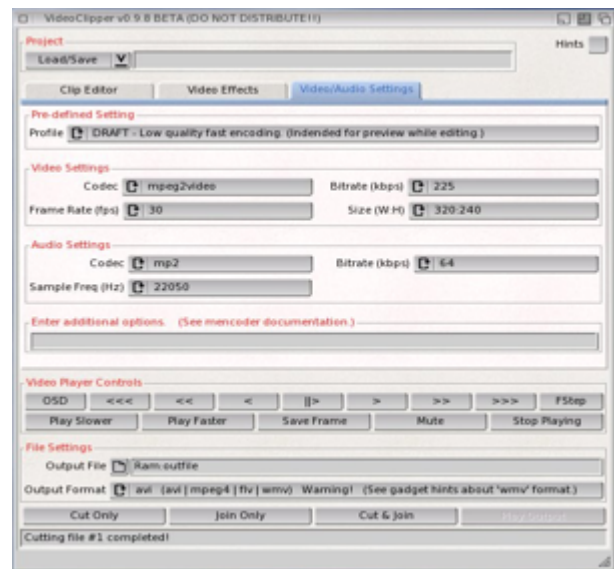 VideoClipper v0.9.8 BETA (DO NOT DISTRIBUTE!!!)
Project
Load/Save
Hints
Clip Editor Video Effects Video/Audio Settings
Pre-defined Setting
Profile DRAFT - Low quality fast encoding. (Indended for preview while editing.)
Video Settings
Codec mpeg2video Bitrate (kbps) 225
Frame Rate (fps) 30 Size (W:H) 320:240
Audio Settings
Codec mp2 Bitrate (kbps) 64
Sample Freq (Hz) 22050
Enter additional options. (See mencoder documentation.)
Video Player Controls
OSD <<< << < ||> > >> >>> FStep
Play Slower Play Faster Save Frame Mute Stop Playing
File Settings
Output File Ram:outfile
Output Format avi (avi | mpeg4 | flv | wmv) Warning! (See gadget hints about 'wmv' format.)
Cut Only Join Only Cut & Join
Cutting file #1 completed!